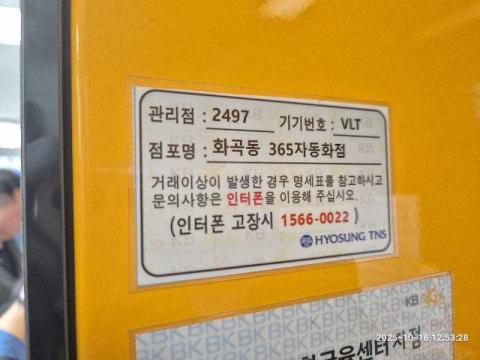 관리점 : 2497 기기번호 : VLT
점포명 : 화곡동 365자동화점
거래이상이 발생한 경우 명세표를 참고하시고
문의사항은 인터폰을 이용해 주십시오.
(인터폰 고장시 1566-0022 )
HYOSUNG TNS
KB
2025-10-16 12:53:28